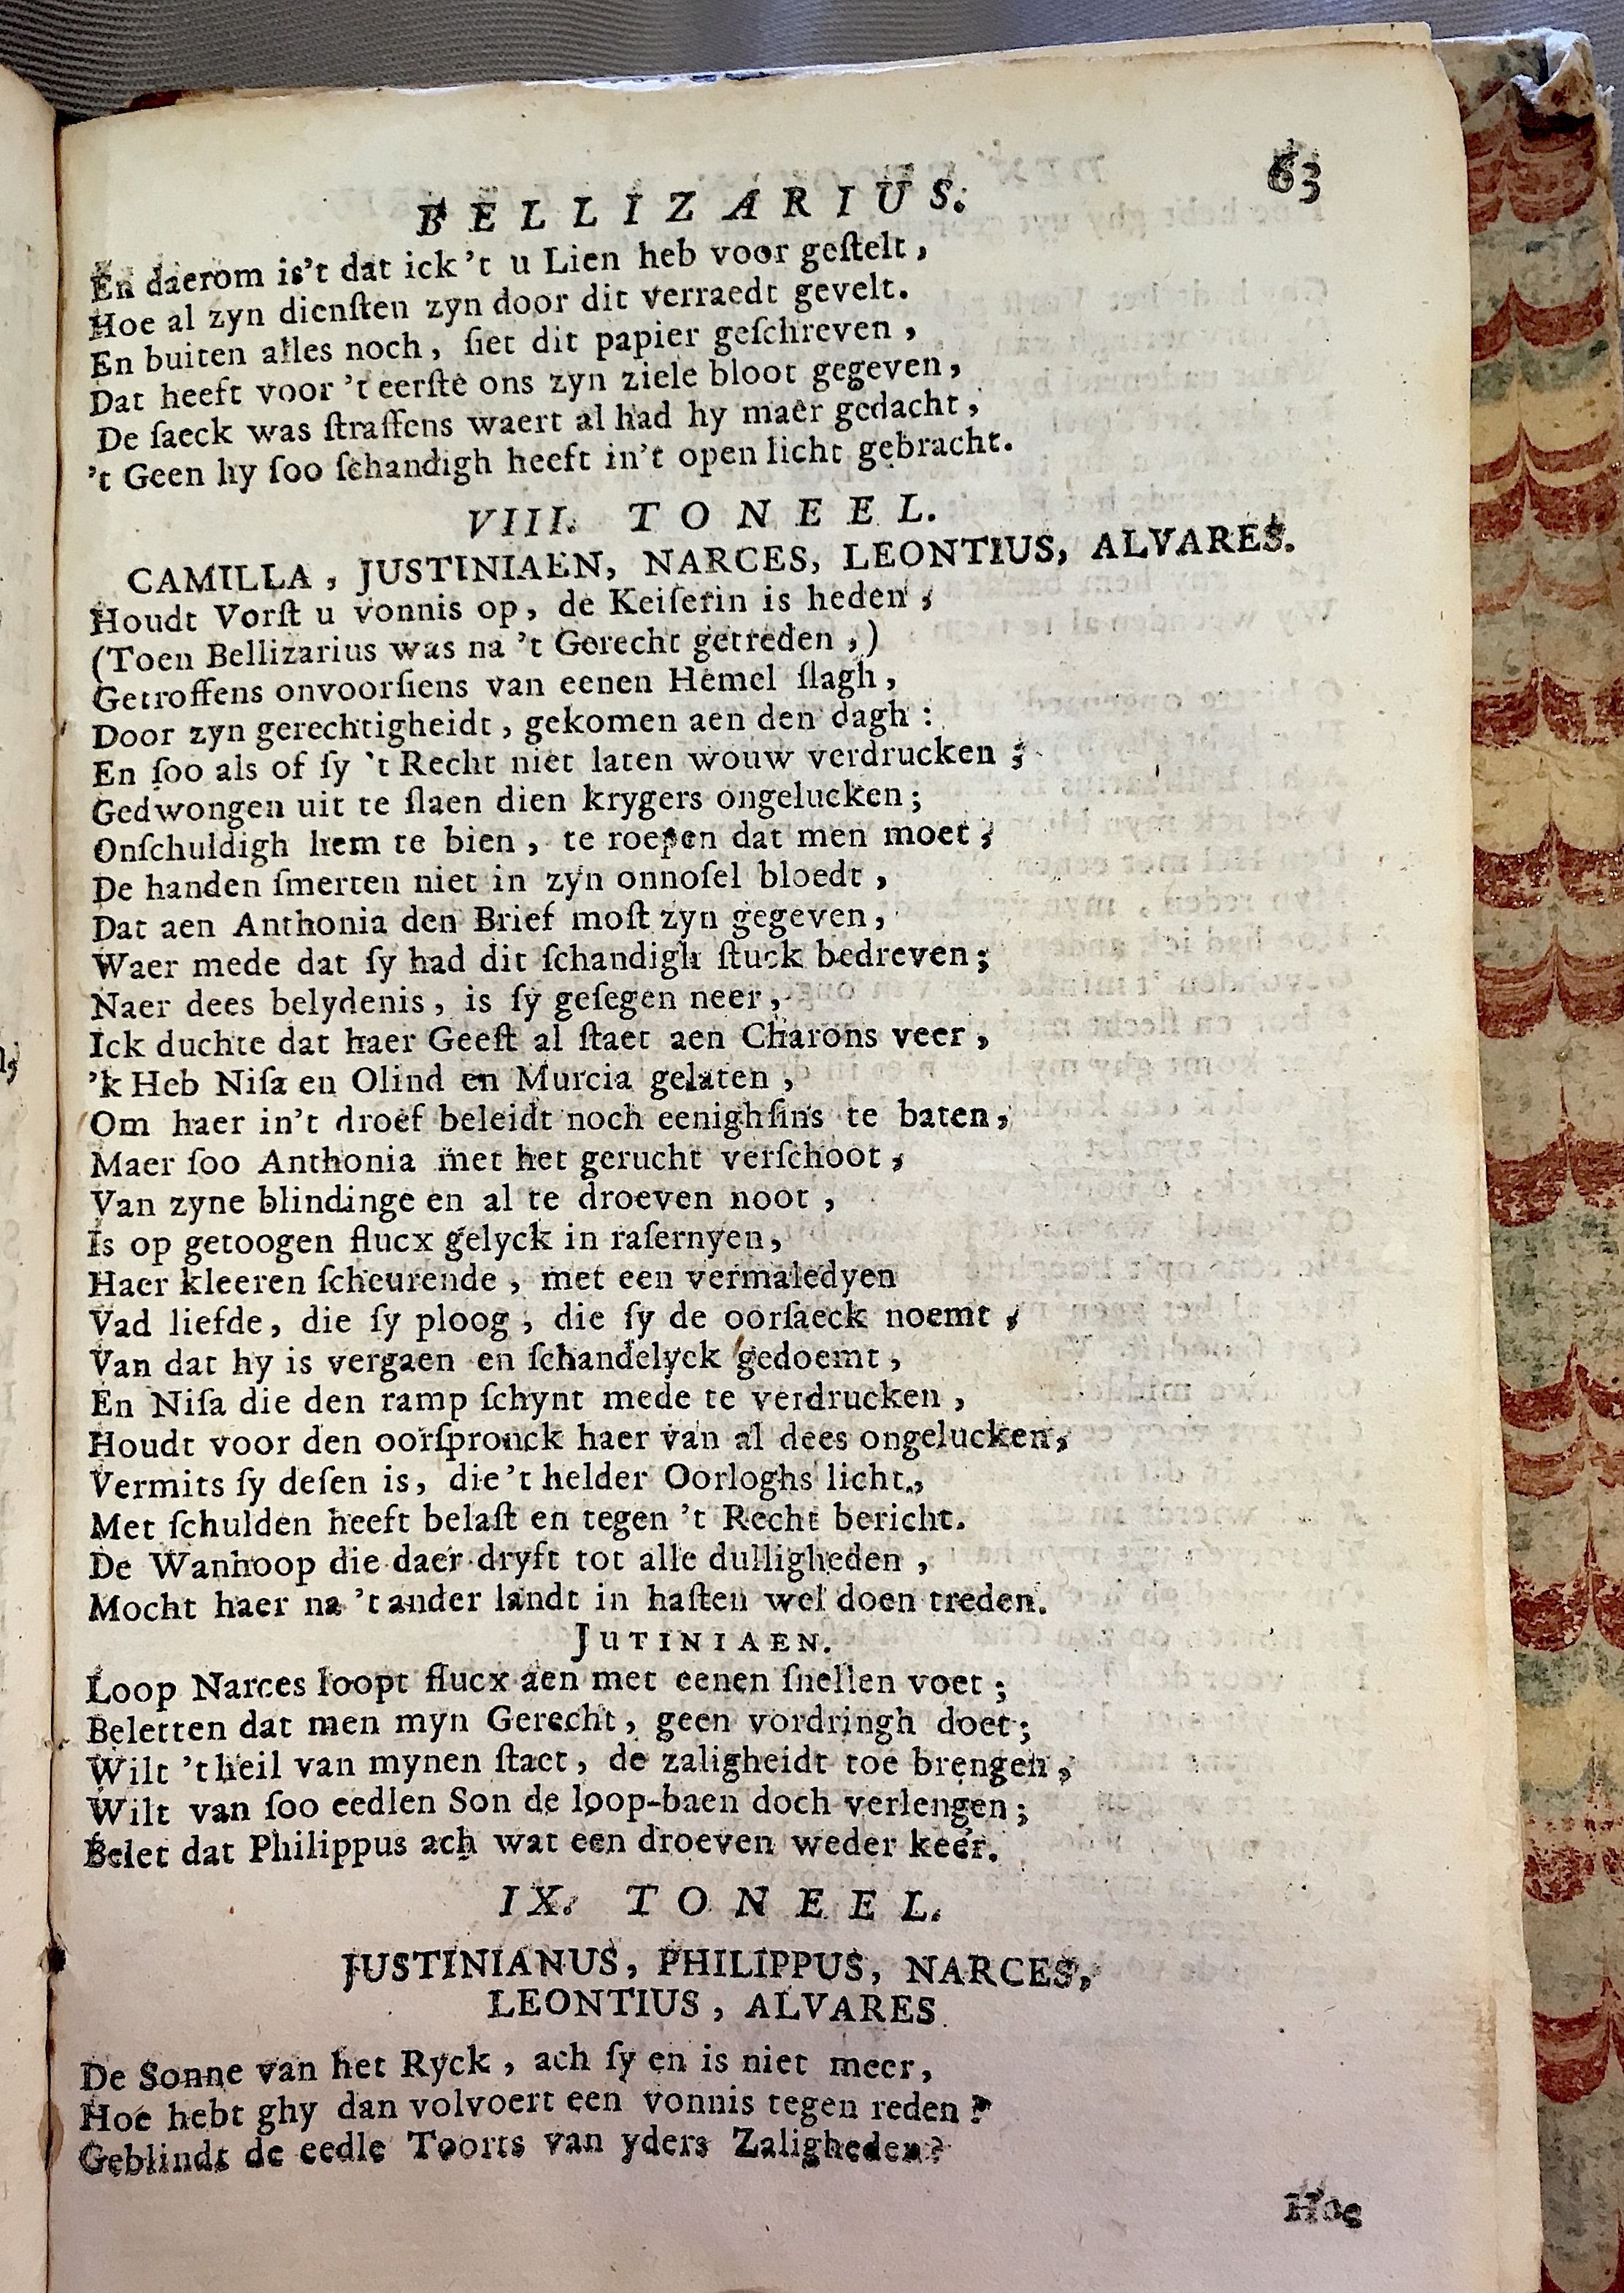 BELLIZARIUS. 63
En daerom is't dat ick 't u Lien heb voor geſtelt,
Hoe al zyn dienſten zyn door dit verraedt gevelt.
En buiten alles noch, ſiet dit papier geſchreven,
Dat heeft voor 't eerſte ons zyn ziele bloot gegeven,
De ſaeck was ſtraffens waert al had hy maer gedacht,
't Geen hy ſoo ſchandigh heeft in't open licht gebracht.
VIII. TONEEL.
CAMILLA, JUSTINIAEN, NARCES, LEONTIUS, ALVARES.
Houdt Vorſt u vonnis op, de Keiſerin is heden,
(Toen Bellizarius was na 't Gerecht getreden,)
Getroffens onvoorſiens van eenen Hemel ſlagh,
Door zyn gerechtigheidt, gekomen aen den dagh:
En ſoo als of ſy 't Recht niet laten wouw verdrucken;
Gedwongen uit te ſlaen dien krygers ongelucken;
Onſchuldigh hem te bien, te roepen dat men moet,
De handen ſmerten niet in zyn onnoſel bloedt,
Dat aen Anthonia den Brief moſt zyn gegeven,
Waer mede dat ſy had dit ſchandigh ſtuck bedreven;
Naer dees belydenis, is ſy geſegen neer,
Ick duchte dat haer Geeſt al ſtaet aen Charons veer,
'k Heb Niſa en Olind en Murcia gelaten,
Om haer in't droef beleidt noch eenighſins te baten,
Maer ſoo Anthonia met het gerucht verſchoot,
Van zyne blindinge en al te droeven noot,
Is op getoogen flucx gelyck in raſernyen,
Haer kleeren ſcheurende, met een vermaledyen
Vad liefde, die ſy ploog, die ſy de oorſaeck noemt,
Van dat hy is vergaen en ſchandelyck gedoemt,
En Niſa die den ramp ſchynt mede te verdrucken,
Houdt voor den oorſpronck haer van al dees ongelucken,
Vermits ſy deſen is, die 't helder Oorloghs licht,
Met ſchulden heeft belaſt en tegen 't Recht bericht.
De Wanhoop die daer dryft tot alle dulligheden,
Mocht haer na 't ander landt in haſten wel doen treden.
JUTINIAEN.
Loop Narces loopt flucx aen met eenen ſnellen voet;
Beletten dat men myn Gerecht, geen vordringh doet;
Wilt 't heil van mynen ſtaet, de zaligheidt toe brengen,
Wilt van ſoo eedlen Son de loop-baen doch verlengen;
Belet dat Philippus ach wat een droeven weder keer.
IX. TONEEL.
JUSTINIANUS, PHILIPPUS, NARCES,
LEONTIUS, ALVARES
De Sonne van het Ryck, ach ſy en is niet meer,
Hoe hebt ghy dan volvoert een vonnis tegen reden?
Geblindt de eedle Toorts van yders Zaligheden?
Hoe